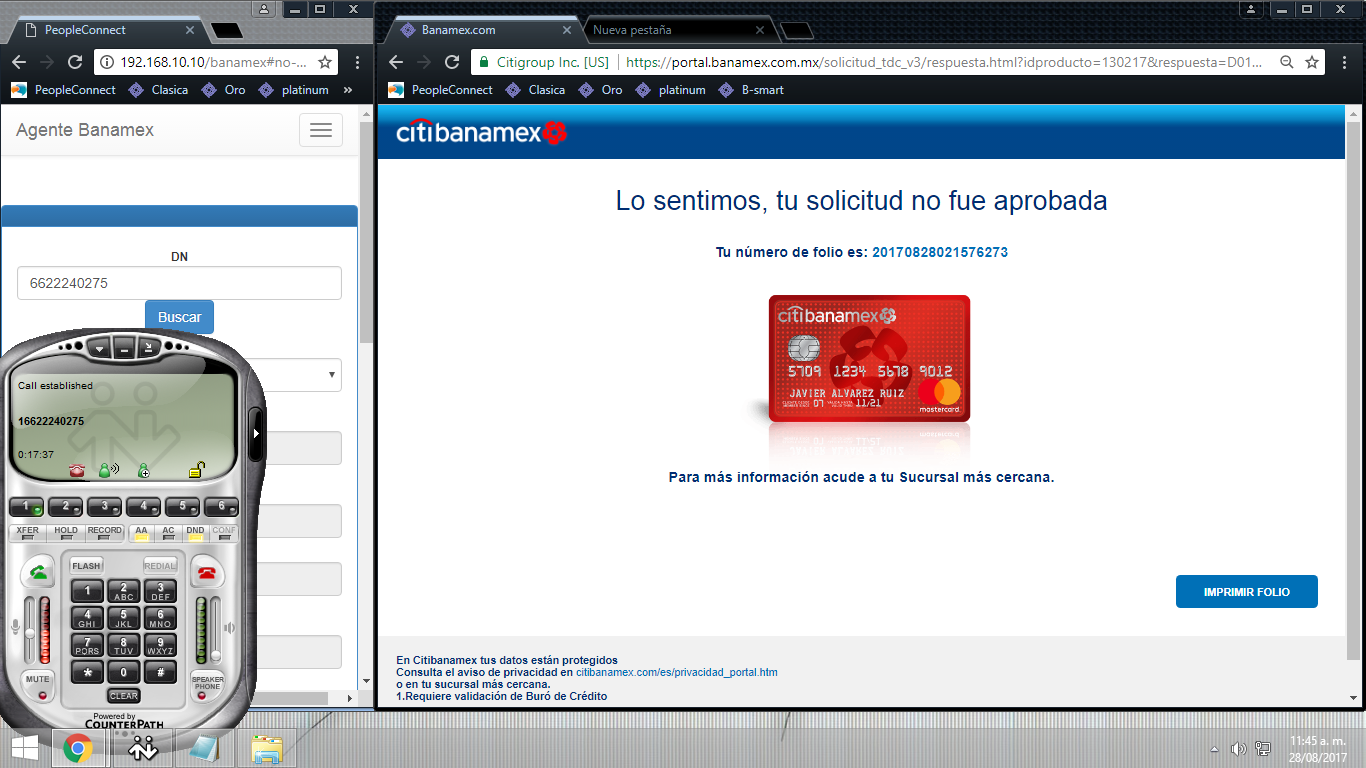 PeopleConnect
192.168.10.10/banamex#no-...
PeopleConnect Clasica Oro platinum »
Agente Banamex
DN
6622240275
Buscar
Call established
16622240275
0:17:37
1 2 3 4 5 6
XFER HOLD RECORD AA AC DND CONF
FLASH REDIAL
1 2 ABC 3 DEF
4 GHI 5 JKL 6 MNO
7 PQRS 8 TUV 9 WXYZ
* 0 #
MUTE CLEAR SPEAKER PHONE
Powered by
COUNTERPATH
Banamex.com Nueva pestaña
Citigroup Inc. [US] https://portal.banamex.com.mx/solicitud_tdc_v3/respuesta.html?idproducto=130217&respuesta=D01...
PeopleConnect Clasica Oro platinum B-smart
citibanamex
Lo sentimos, tu solicitud no fue aprobada
Tu número de folio es: 20170828021576273
citibanamex
5709 1234 5678 9012
07 11/21
JAVIER ALVAREZ RUIZ
mastercard
Para más información acude a tu Sucursal más cercana.
IMPRIMIR FOLIO
En Citibanamex tus datos están protegidos
Consulta el aviso de privacidad en citibanamex.com/es/privacidad_portal.htm
o en tu sucursal más cercana.
1.Requiere validación de Buró de Crédito
11:45 a. m.
28/08/2017